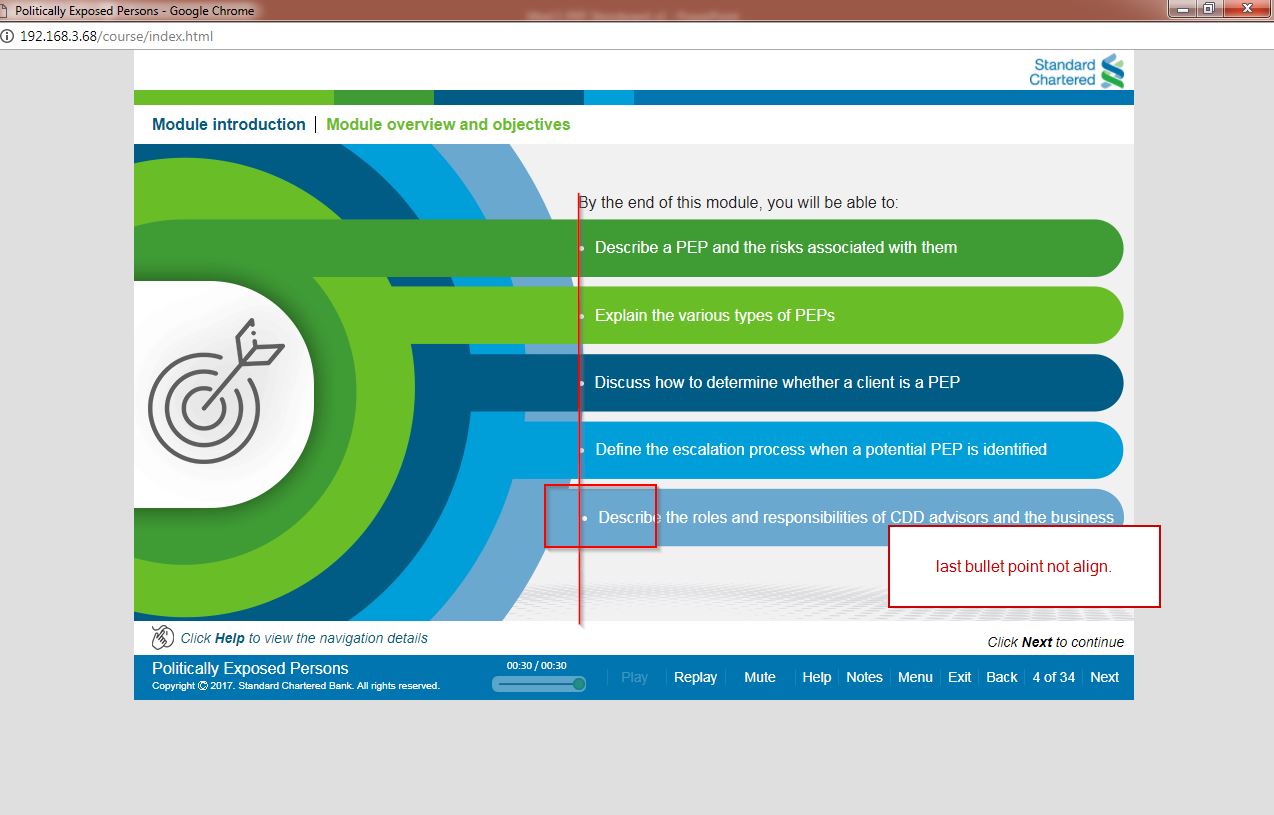 Politically Exposed Persons - Google Chrome
192.168.3.68/course/index.html
Standard
Chartered
Module introduction | Module overview and objectives
By the end of this module, you will be able to:
• Describe a PEP and the risks associated with them
• Explain the various types of PEPs
• Discuss how to determine whether a client is a PEP
• Define the escalation process when a potential PEP is identified
• Describe the roles and responsibilities of CDD advisors and the business
last bullet point not align.
Click Help to view the navigation details
Click Next to continue
Politically Exposed Persons
Copyright © 2017. Standard Chartered Bank. All rights reserved.
00:30 / 00:30
Play Replay Mute Help Notes Menu Exit Back 4 of 34 Next